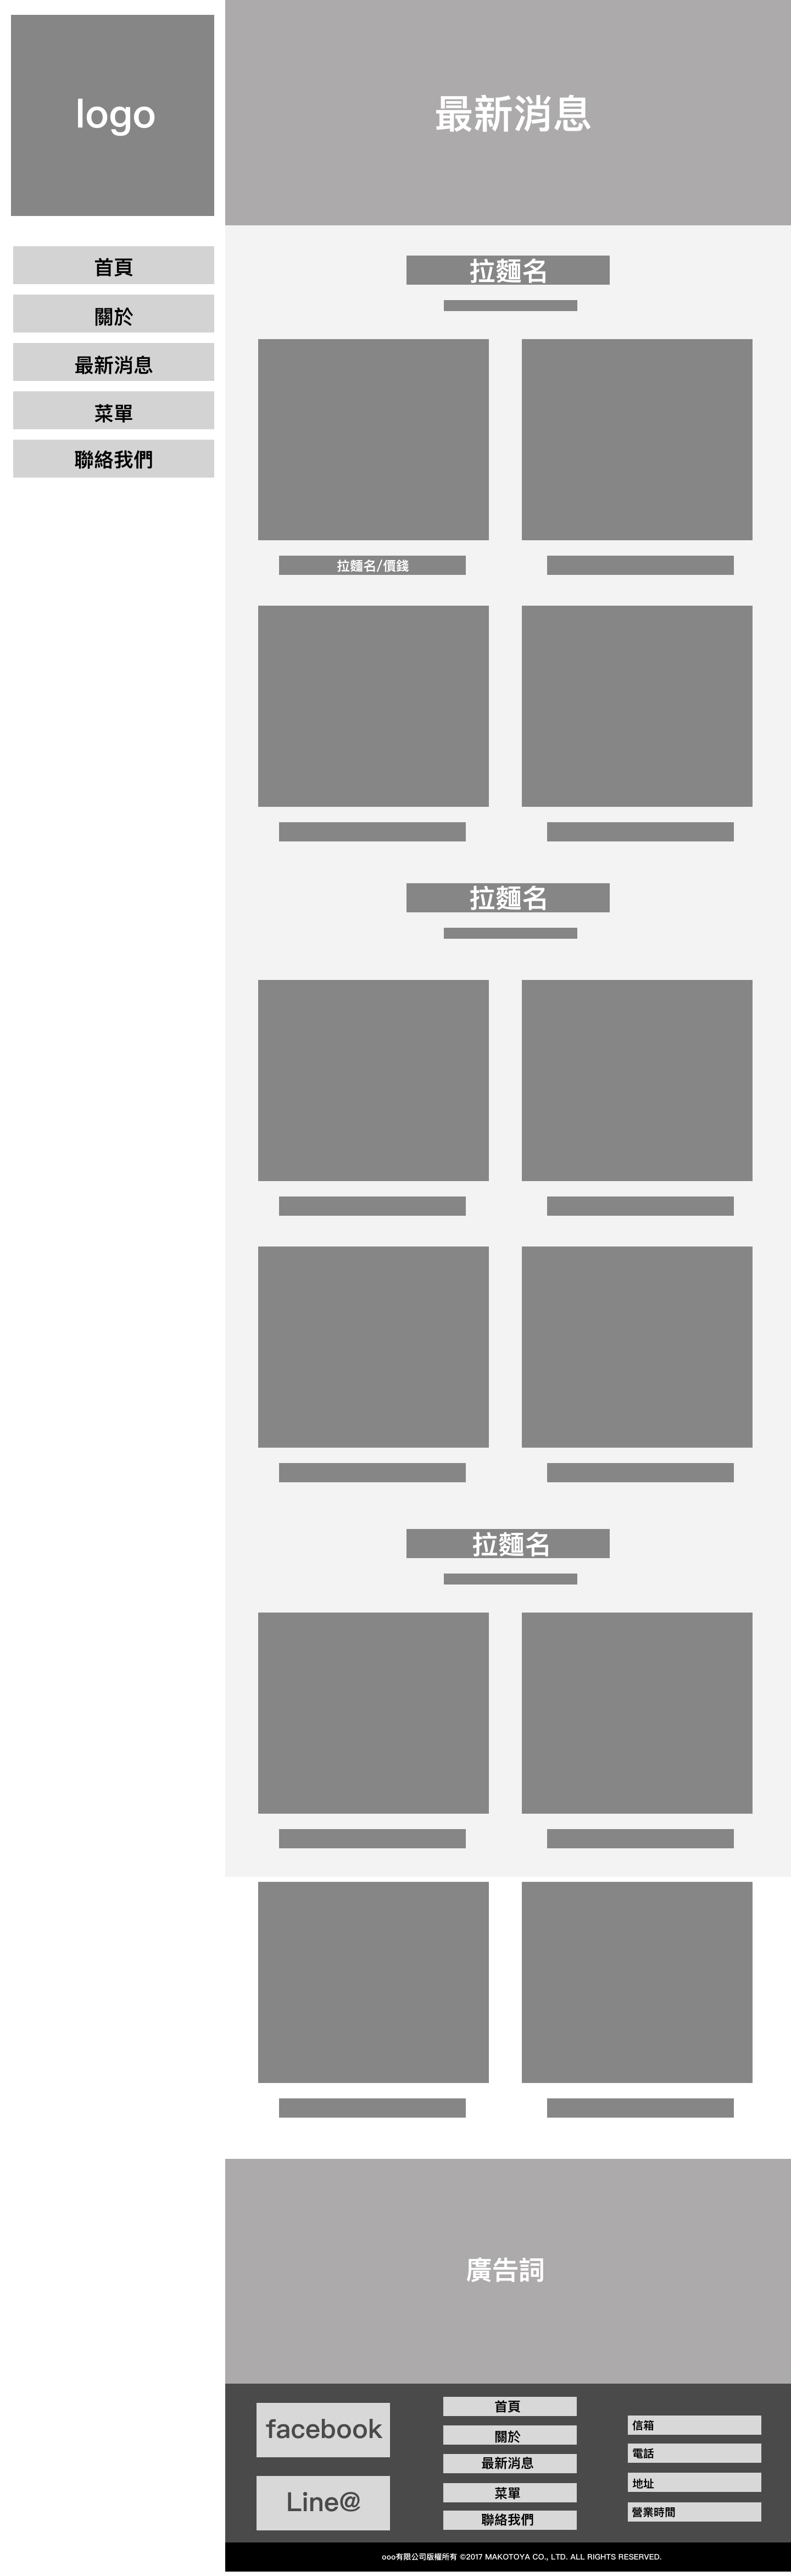 logo
首頁
關於
最新消息
菜單
聯絡我們
最新消息
拉麵名
拉麵名/價錢
拉麵名
拉麵名
廣告詞
facebook
Line@
首頁
關於
最新消息
菜單
聯絡我們
信箱
電話
地址
營業時間
ooo有限公司版權所有 ©2017 MAKOTOYA CO., LTD. ALL RIGHTS RESERVED.